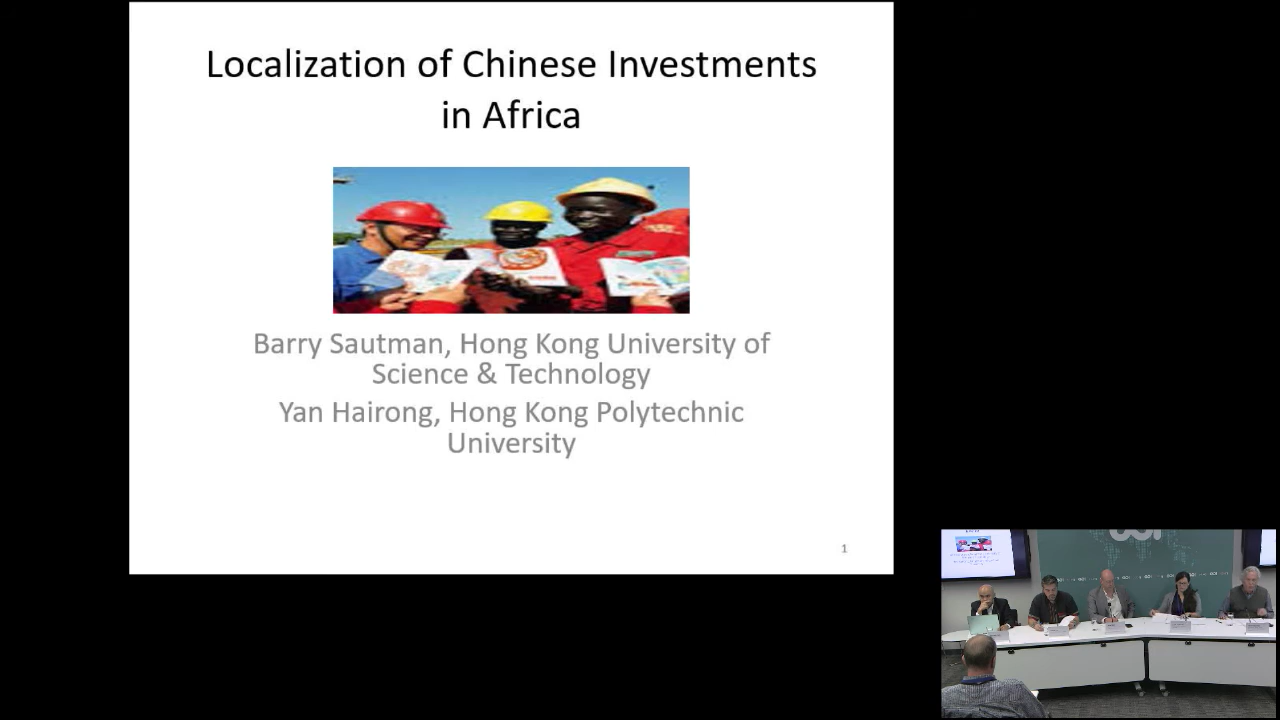 Localization of Chinese Investments
in Africa
Barry Sautman, Hong Kong University of
Science & Technology
Yan Hairong, Hong Kong Polytechnic
University
1